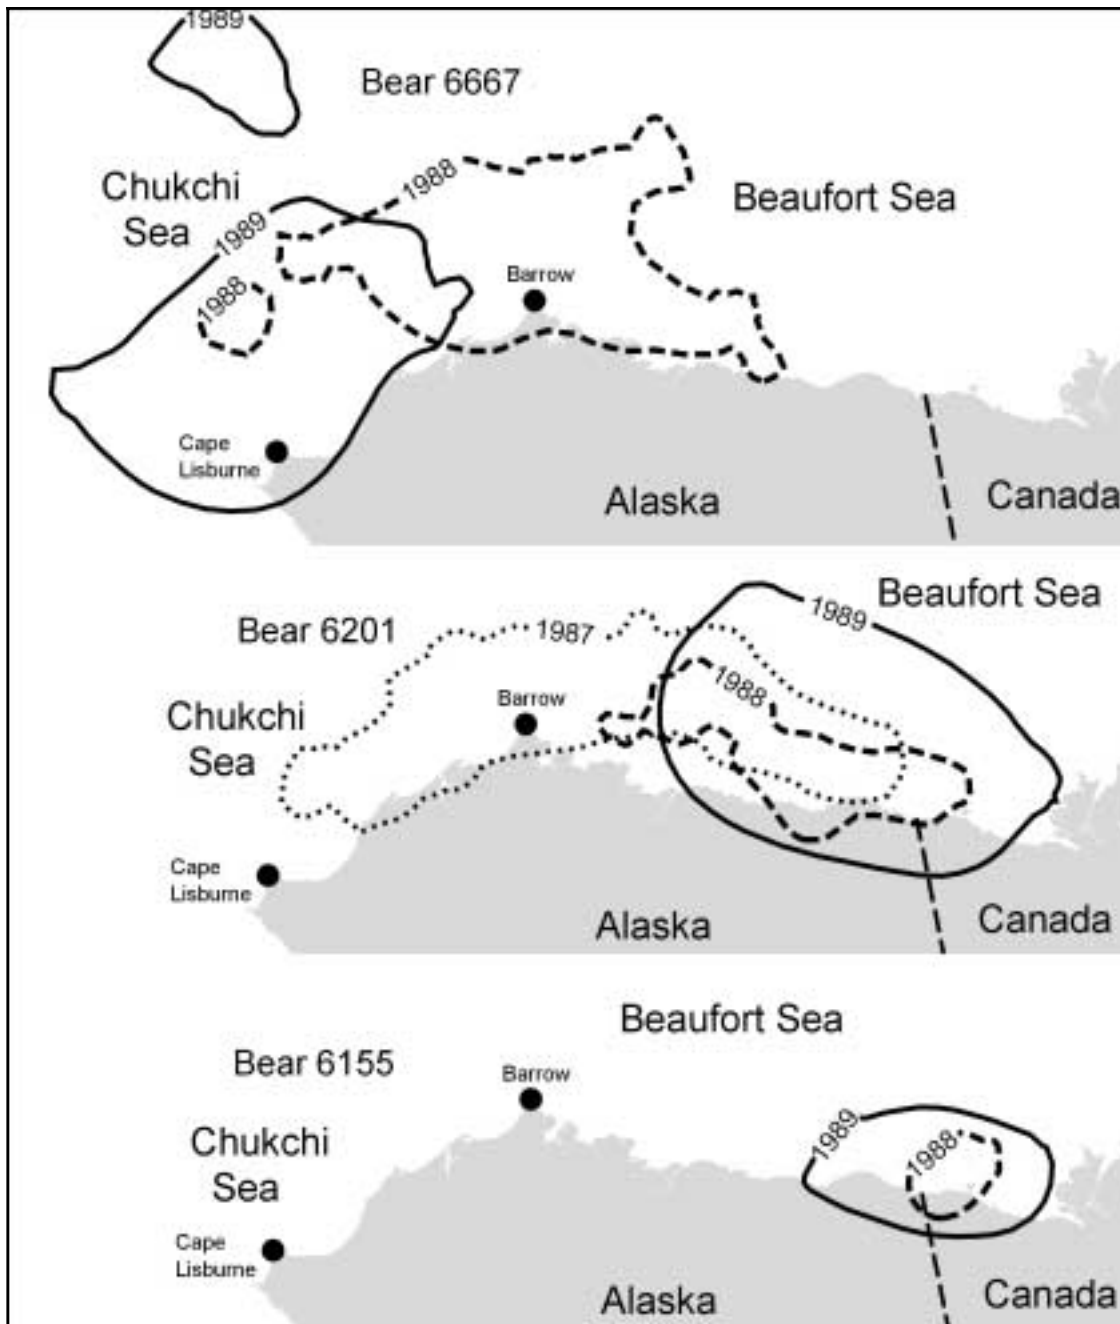 1989
Bear 6667
1988
Chukchi
Sea
Beaufort Sea
1989
1988
Barrow
Cape
Lisburne
Alaska
Canada
Beaufort Sea
1989
Bear 6201
1987
1988
Barrow
Chukchi
Sea
Cape
Lisburne
Alaska
Canada
Beaufort Sea
Bear 6155
Barrow
Chukchi
Sea
1989
1988
Cape
Lisburne
Alaska
Canada